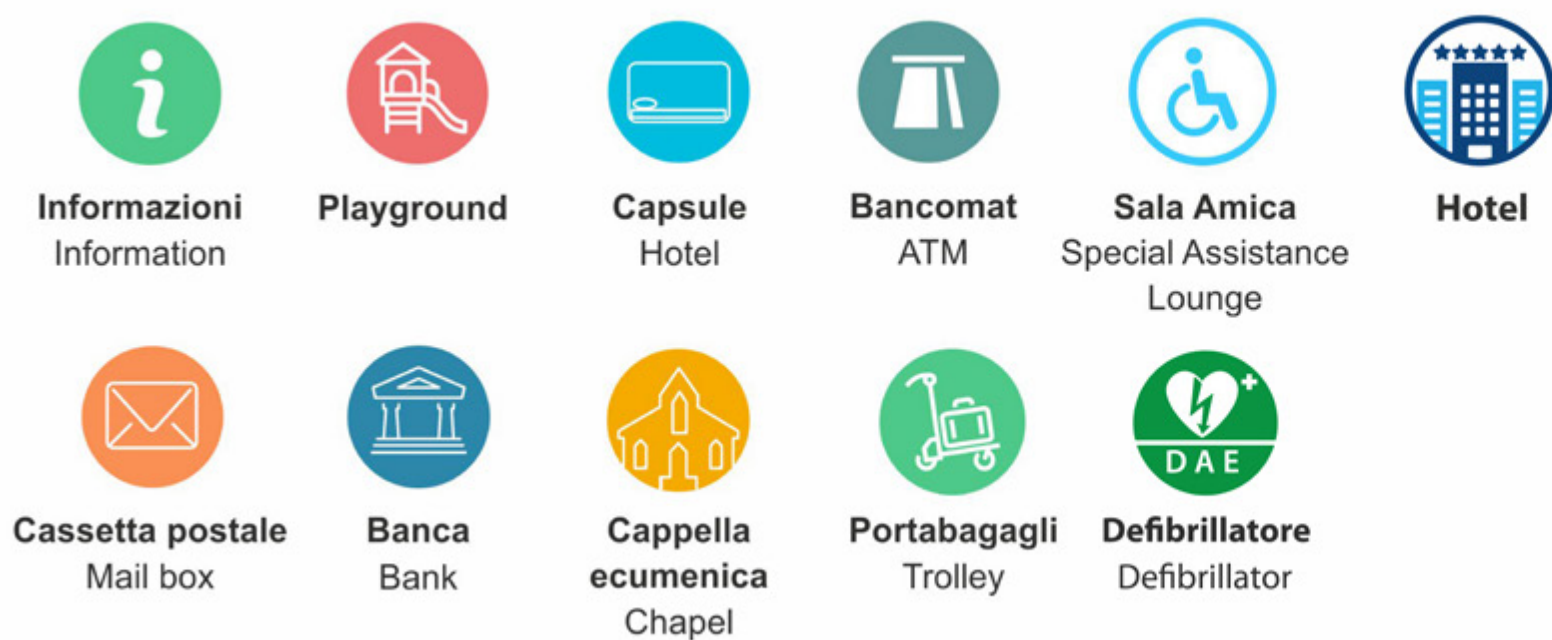 Informazioni
Information
Playground
Capsule
Hotel
Bancomat
ATM
Sala Amica
Special Assistance
Lounge
Hotel
Cassetta postale
Mail box
Banca
Bank
Cappella
ecumenica
Chapel
Portabagagli
Trolley
DAE
Defibrillatore
Defibrillator